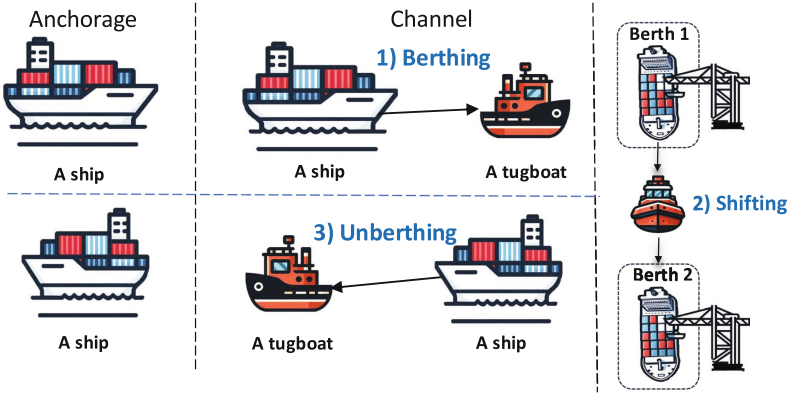 Anchorage
Channel
Berth 1
1) Berthing
A ship
A ship
A tugboat
2) Shifting
3) Unberthing
Berth 2
A ship
A tugboat
A ship